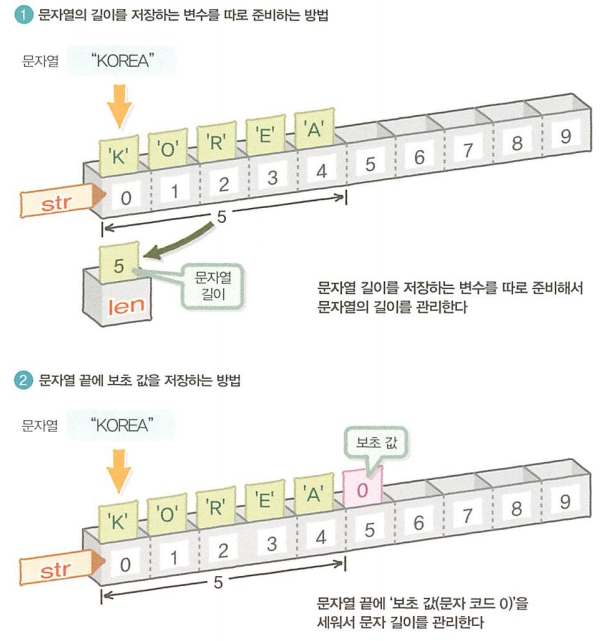 1 문자열의 길이를 저장하는 변수를 따로 준비하는 방법
문자열 “KOREA”
'K' 'O' 'R' 'E' 'A'
0 1 2 3 4 5 6 7 8 9
str
5
5
문자열
길이
len
문자열 길이를 저장하는 변수를 따로 준비해서
문자열의 길이를 관리한다
2 문자열 끝에 보초 값을 저장하는 방법
문자열 “KOREA”
보초 값
'K' 'O' 'R' 'E' 'A' 0
0 1 2 3 4 5 6 7 8 9
str
5
문자열 끝에 ‘보초 값(문자 코드 0)’을
세워서 문자 길이를 관리한다